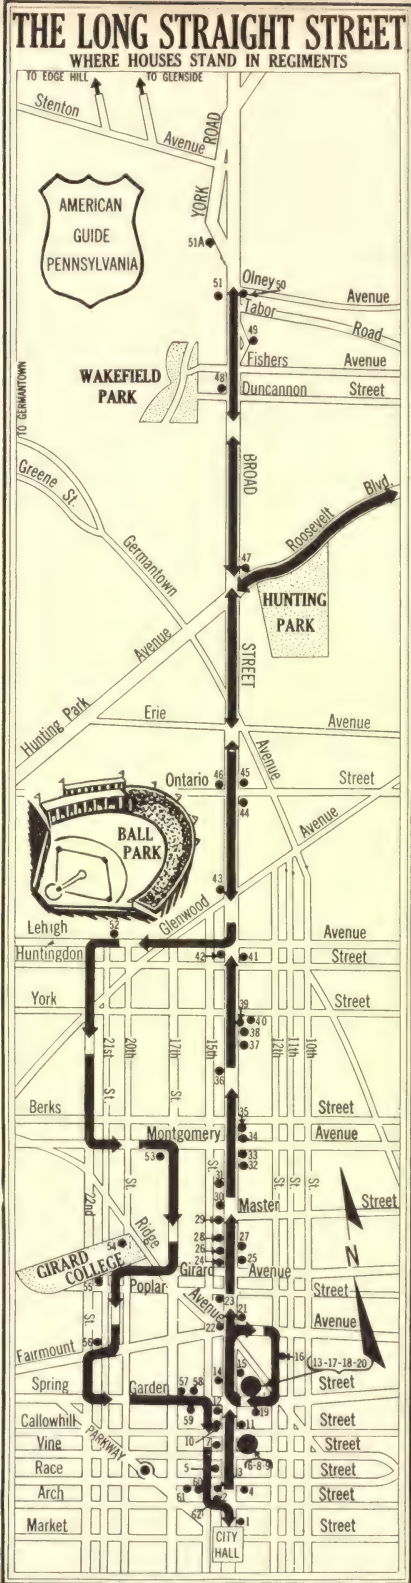 THE LONG STRAIGHT STREET
WHERE HOUSES STAND IN REGIMENTS
TO EDGE HILL
TO GLENSIDE
Stenton
Avenue
YORK ROAD
AMERICAN
GUIDE
PENNSYLVANIA
51A
51
Olney 50
Avenue
Tabor
Road
49
Fishers
Avenue
WAKEFIELD
PARK
48
Duncannon
Street
TO GERMANTOWN
BROAD
Greene St.
Germantown
Roosevelt
Blvd.
47
HUNTING
PARK
Avenue
STREET
Hunting Park
Erie
Avenue
Avenue
Ontario
46
45
Street
44
BALL
PARK
Avenue
43
Glenwood
Lehigh
52
Avenue
Huntingdon
42
41
Street
York
39
Street
40
38
37
21st
St.
20th
St.
17th
St.
15th
St.
12th
St.
11th
St.
10th
St.
36
Berks
35
Street
Montgomery
34
Avenue
53
33
32
31
22nd
St.
30
Master
Street
29
Ridge
Avenue
28
27
26
54
GIRARD
COLLEGE
24
25
Girard
Avenue
N
55
Poplar
Street
23
21
22
Avenue
56
Fairmount
16
13-17-18-20
14
15
Spring
Garden
57
58
Street
12
19
59
Callowhill
11
Street
PARKWAY
Vine
10
7
Street
6-8-9
Race
5
3
Street
60
Arch
61
2
4
Street
62
Market
1
Street
CITY
HALL